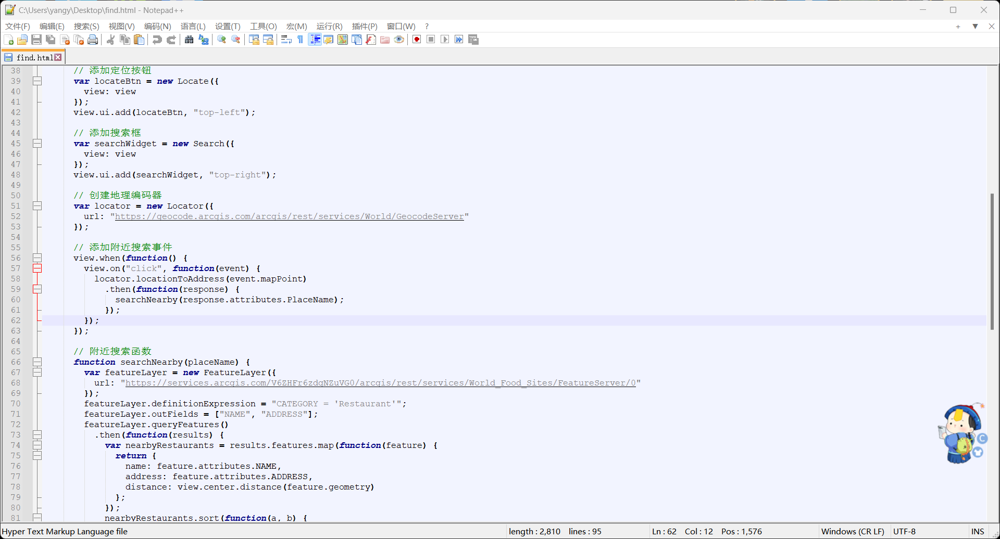 C:\Users\yangy\Desktop\find.html - Notepad++
文件(F) 编辑(E) 搜索(S) 视图(V) 编码(N) 语言(L) 设置(T) 工具(O) 宏(M) 运行(R) 插件(P) 窗口(W) ?
find.html
38 // 添加定位按钮
39 var locateBtn = new Locate({
40 view: view
41 });
42 view.ui.add(locateBtn, "top-left");
43
44 // 添加搜索框
45 var searchWidget = new Search({
46 view: view
47 });
48 view.ui.add(searchWidget, "top-right");
49
50 // 创建地理编码器
51 var locator = new Locator({
52 url: "https://geocode.arcgis.com/arcgis/rest/services/World/GeocodeServer"
53 });
54
55 // 添加附近搜索事件
56 view.when(function() {
57 view.on("click", function(event) {
58 locator.locationToAddress(event.mapPoint)
59 .then(function(response) {
60 searchNearby(response.attributes.PlaceName);
61 });
62 });
63 });
64
65 // 附近搜索函数
66 function searchNearby(placeName) {
67 var featureLayer = new FeatureLayer({
68 url: "https://services.arcgis.com/V6ZHFr6zdgNZuVG0/arcgis/rest/services/World_Food_Sites/FeatureServer/0"
69 });
70 featureLayer.definitionExpression = "CATEGORY = 'Restaurant'";
71 featureLayer.outFields = ["NAME", "ADDRESS"];
72 featureLayer.queryFeatures()
73 .then(function(results) {
74 var nearbyRestaurants = results.features.map(function(feature) {
75 return {
76 name: feature.attributes.NAME,
77 address: feature.attributes.ADDRESS,
78 distance: view.center.distance(feature.geometry)
79 };
80 });
81 nearbyRestaurants.sort(function(a, b) {
C
Hyper Text Markup Language file length : 2,810 lines : 95 Ln : 62 Col : 12 Pos : 1,576 Windows (CR LF) UTF-8 INS